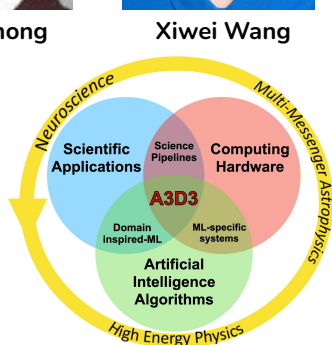 Xiwei Wang
Neuroscience
Multi-Messenger Astrophysics
Scientific
Applications
Science
Pipelines
Computing
Hardware
A3D3
Domain
inspired-ML
ML-specific
systems
Artificial
Intelligence
Algorithms
High Energy Physics